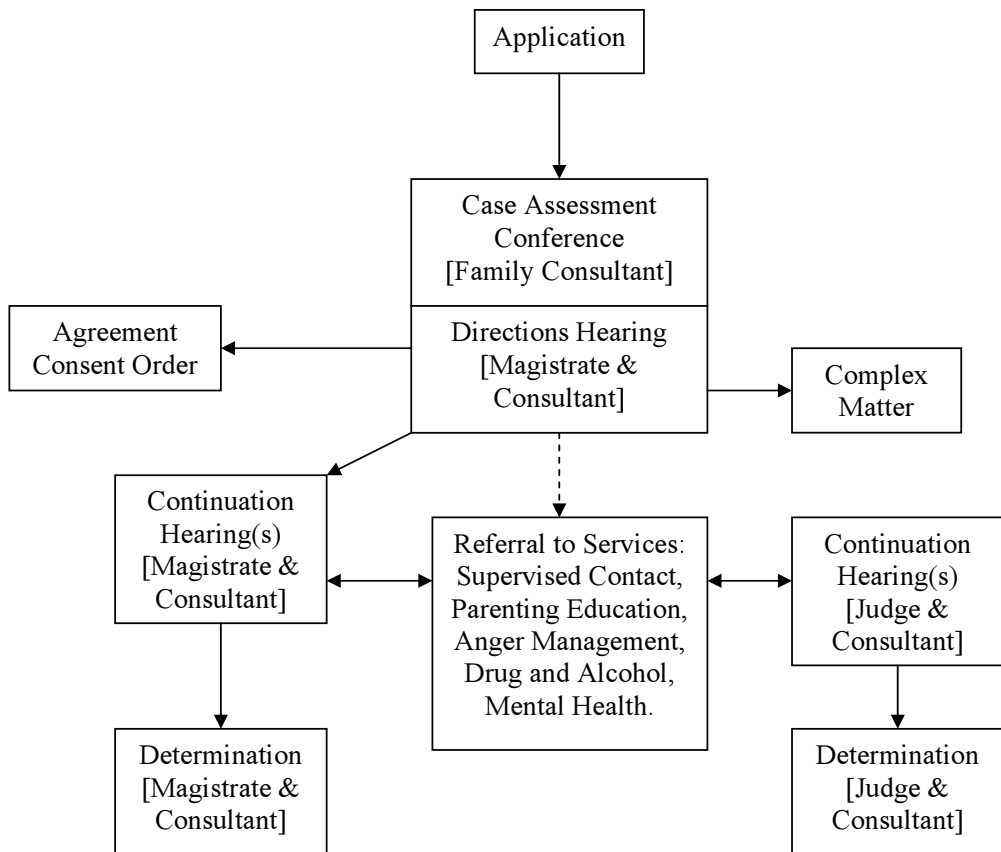 Application
Case Assessment
Conference
[Family Consultant]
Agreement
Consent Order
Directions Hearing
[Magistrate &
Consultant]
Complex
Matter
Continuation
Hearing(s)
[Magistrate &
Consultant]
Referral to Services:
Supervised Contact,
Parenting Education,
Anger Management,
Drug and Alcohol,
Mental Health.
Continuation
Hearing(s)
[Judge &
Consultant]
Determination
[Magistrate &
Consultant]
Determination
[Judge &
Consultant]